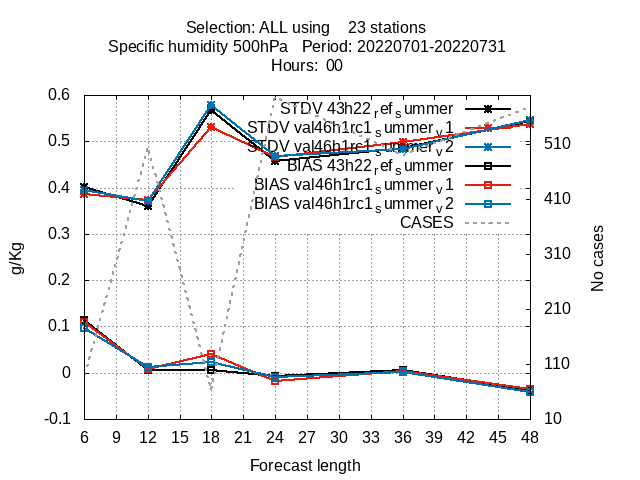 Selection: ALL using 23 stations
Specific humidity 500hPa Period: 20220701-20220731
Hours: 00
STDV 43h22_ref_summer
STDV val46h1rc1_summer_v1
STDV val46h1rc1_summer_v2
BIAS 43h22_ref_summer
BIAS val46h1rc1_summer_v1
BIAS val46h1rc1_summer_v2
CASES
0.6
0.5
0.4
0.3
0.2
0.1
0
-0.1
g/Kg
510
410
310
210
110
10
No cases
6 9 12 15 18 21 24 27 30 33 36 39 42 45 48
Forecast length